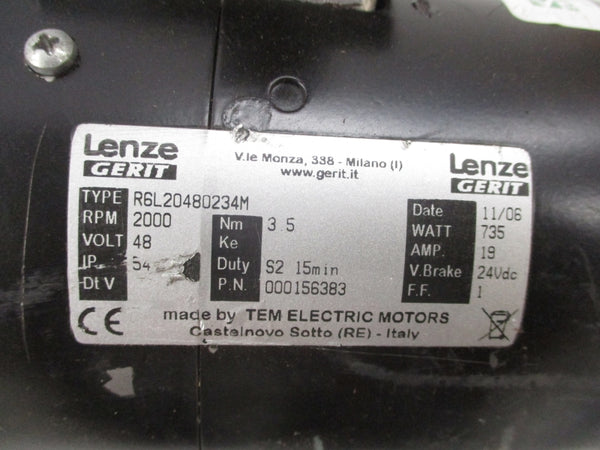 Lenze
GERIT
V.le Monza, 338 - Milano (I)
www.gerit.it
Lenze
GERIT
TYPE R6L20480234M
RPM 2000
VOLT 48
IP 54
Dt V
Nm 3.5
Ke
Duty S2 15min
P.N. 000156383
Date 11/06
WATT 735
AMP. 19
V.Brake 24Vdc
F.F. 1
CE made by TEM ELECTRIC MOTORS
Castelnovo Sotto (RE) - Italy